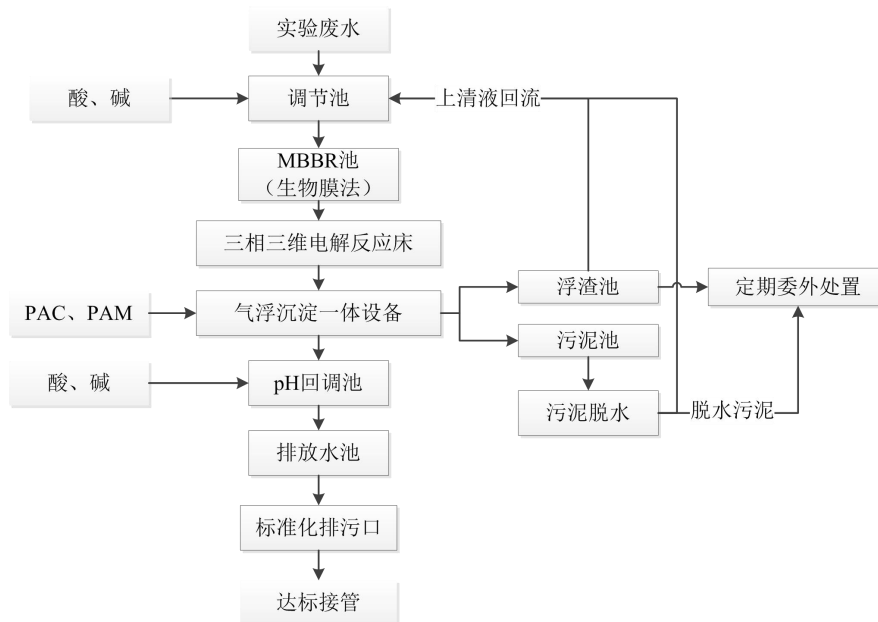 实验废水
酸、碱
调节池
上清液回流
MBBR池
（生物膜法）
三相三维电解反应床
浮渣池
定期委外处置
PAC、PAM
气浮沉淀一体设备
污泥池
酸、碱
pH回调池
污泥脱水
脱水污泥
排放水池
标准化排污口
达标接管